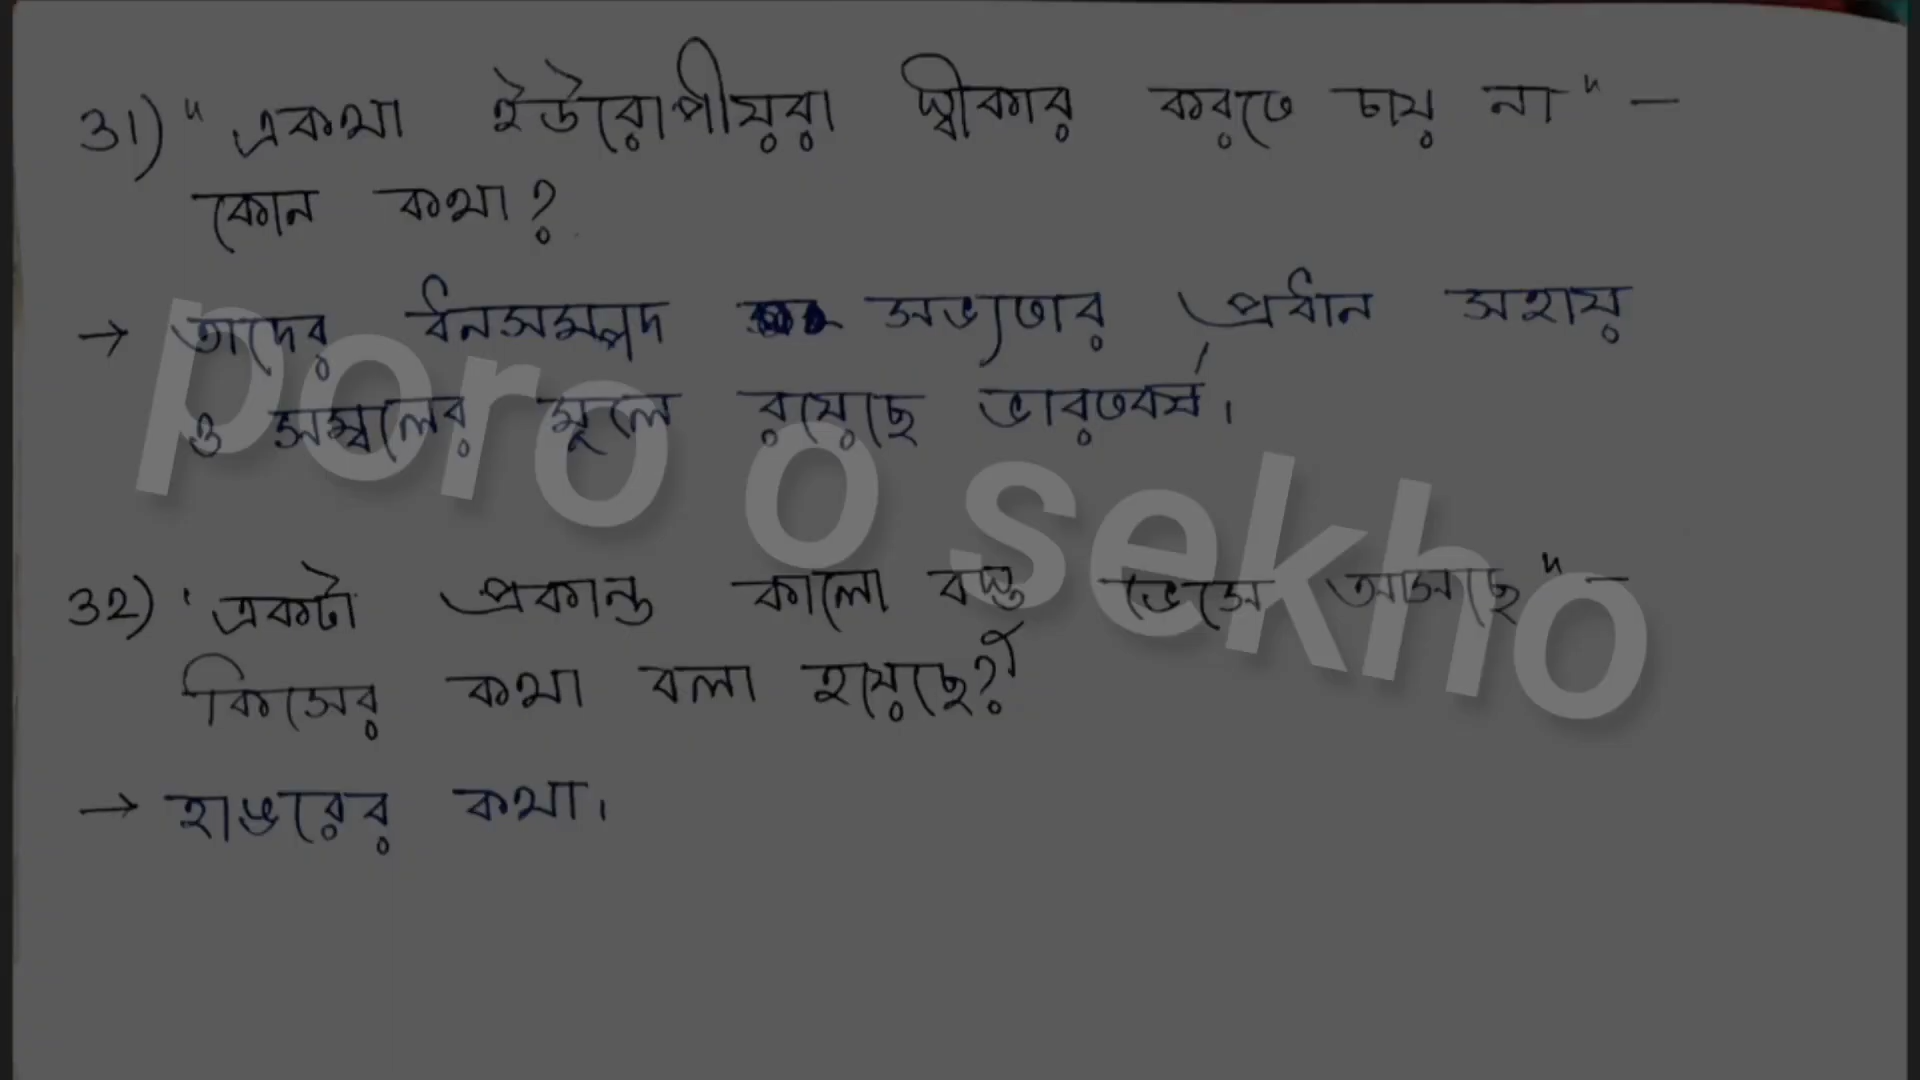 31) "একথা ইউরোপীয়রা স্বীকার করতে চায় না" –
কোন কথা?
→ তাদের ধনসম্পদ সভ্যতার প্রধান সহায়
ও সম্বলের মূলে রয়েছে ভারতবর্ষ।
32) 'একটা প্রকান্ড কালো বস্তু ভেসে আসছে" –
কিসের কথা বলা হয়েছে?
→ হাঙরের কথা।
poro o sekho